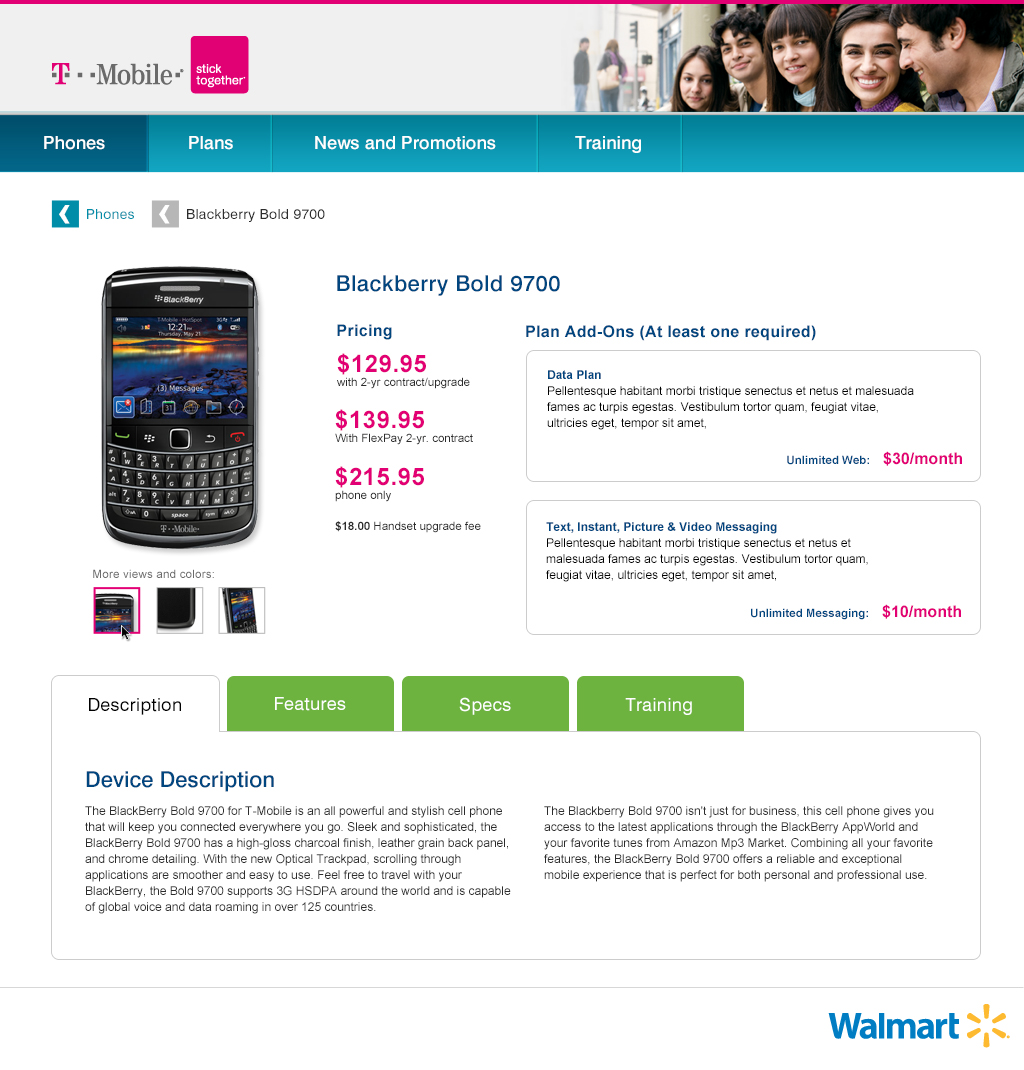 T··Mobile·
stick
together
Phones
Plans
News and Promotions
Training
Phones
Blackberry Bold 9700
BlackBerry
T-Mobile - HotSpot
12:21
Thursday, May 21
(3) Messages
T··Mobile·
More views and colors:
Blackberry Bold 9700
Pricing
$129.95
with 2-yr contract/upgrade
$139.95
With FlexPay 2-yr. contract
$215.95
phone only
$18.00 Handset upgrade fee
Plan Add-Ons (At least one required)
Data Plan
Pellentesque habitant morbi tristique senectus et netus et malesuada
fames ac turpis egestas. Vestibulum tortor quam, feugiat vitae,
ultricies eget, tempor sit amet,
Unlimited Web: $30/month
Text, Instant, Picture & Video Messaging
Pellentesque habitant morbi tristique senectus et netus et
malesuada fames ac turpis egestas. Vestibulum tortor quam,
feugiat vitae, ultricies eget, tempor sit amet,
Unlimited Messaging: $10/month
Description
Features
Specs
Training
Device Description
The BlackBerry Bold 9700 for T-Mobile is an all powerful and stylish cell phone
that will keep you connected everywhere you go. Sleek and sophisticated, the
BlackBerry Bold 9700 has a high-gloss charcoal finish, leather grain back panel,
and chrome detailing. With the new Optical Trackpad, scrolling through
applications are smoother and easy to use. Feel free to travel with your
BlackBerry, the Bold 9700 supports 3G HSDPA around the world and is capable
of global voice and data roaming in over 125 countries.
The Blackberry Bold 9700 isn't just for business, this cell phone gives you
access to the latest applications through the BlackBerry AppWorld and
your favorite tunes from Amazon Mp3 Market. Combining all your favorite
features, the BlackBerry Bold 9700 offers a reliable and exceptional
mobile experience that is perfect for both personal and professional use.
Walmart